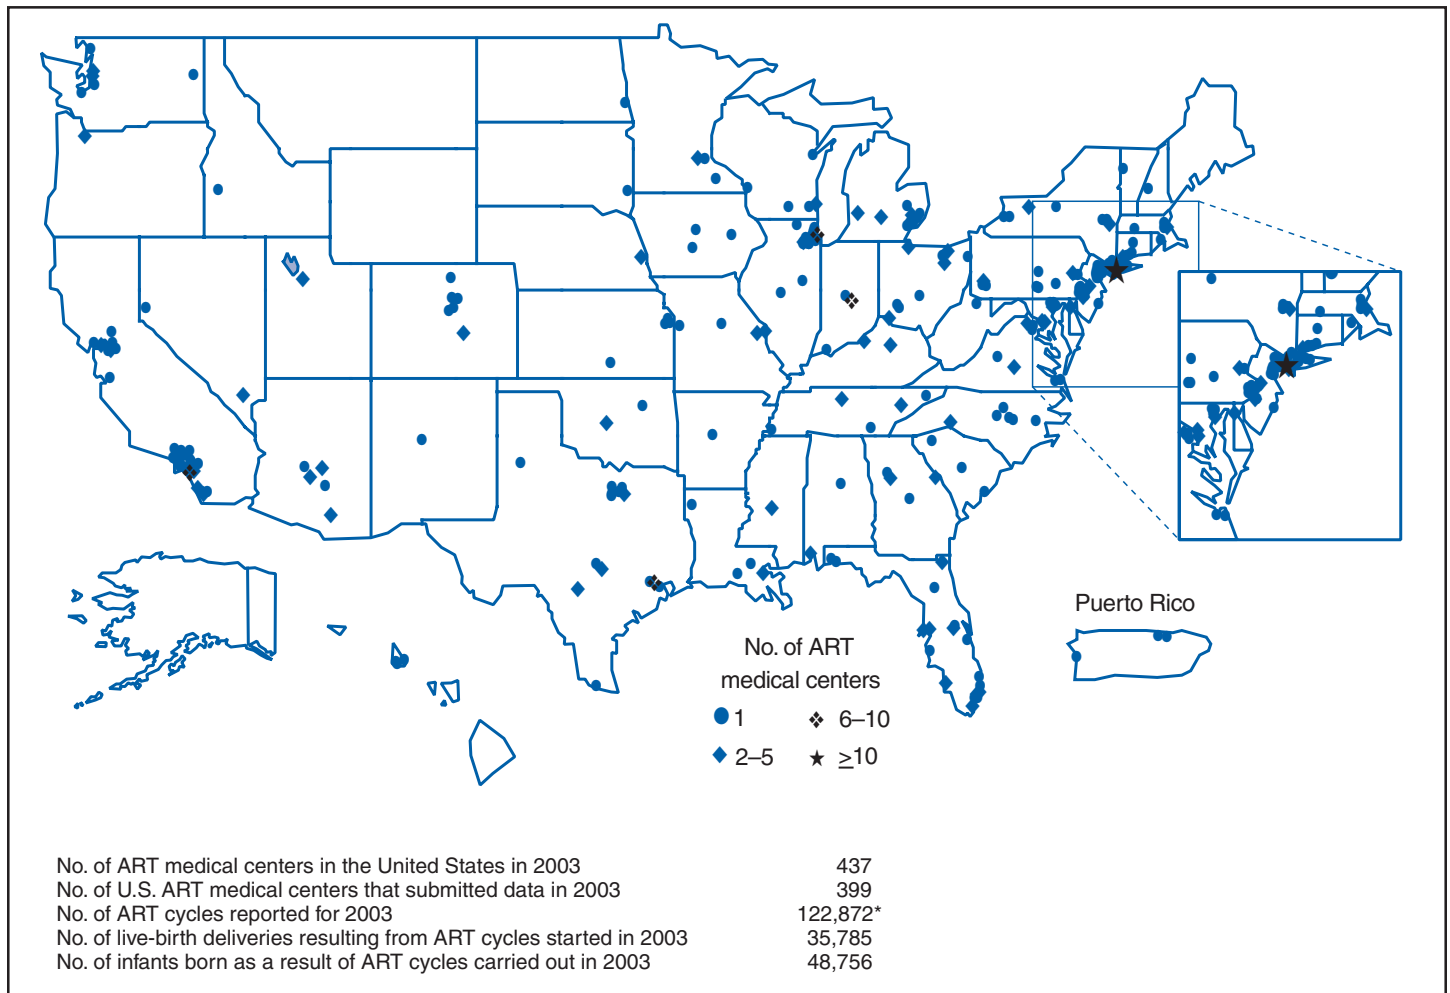 Puerto Rico
No. of ART
medical centers
1 6–10
2–5 ≥10
No. of ART medical centers in the United States in 2003 437
No. of U.S. ART medical centers that submitted data in 2003 399
No. of ART cycles reported for 2003 122,872*
No. of live-birth deliveries resulting from ART cycles started in 2003 35,785
No. of infants born as a result of ART cycles carried out in 2003 48,756